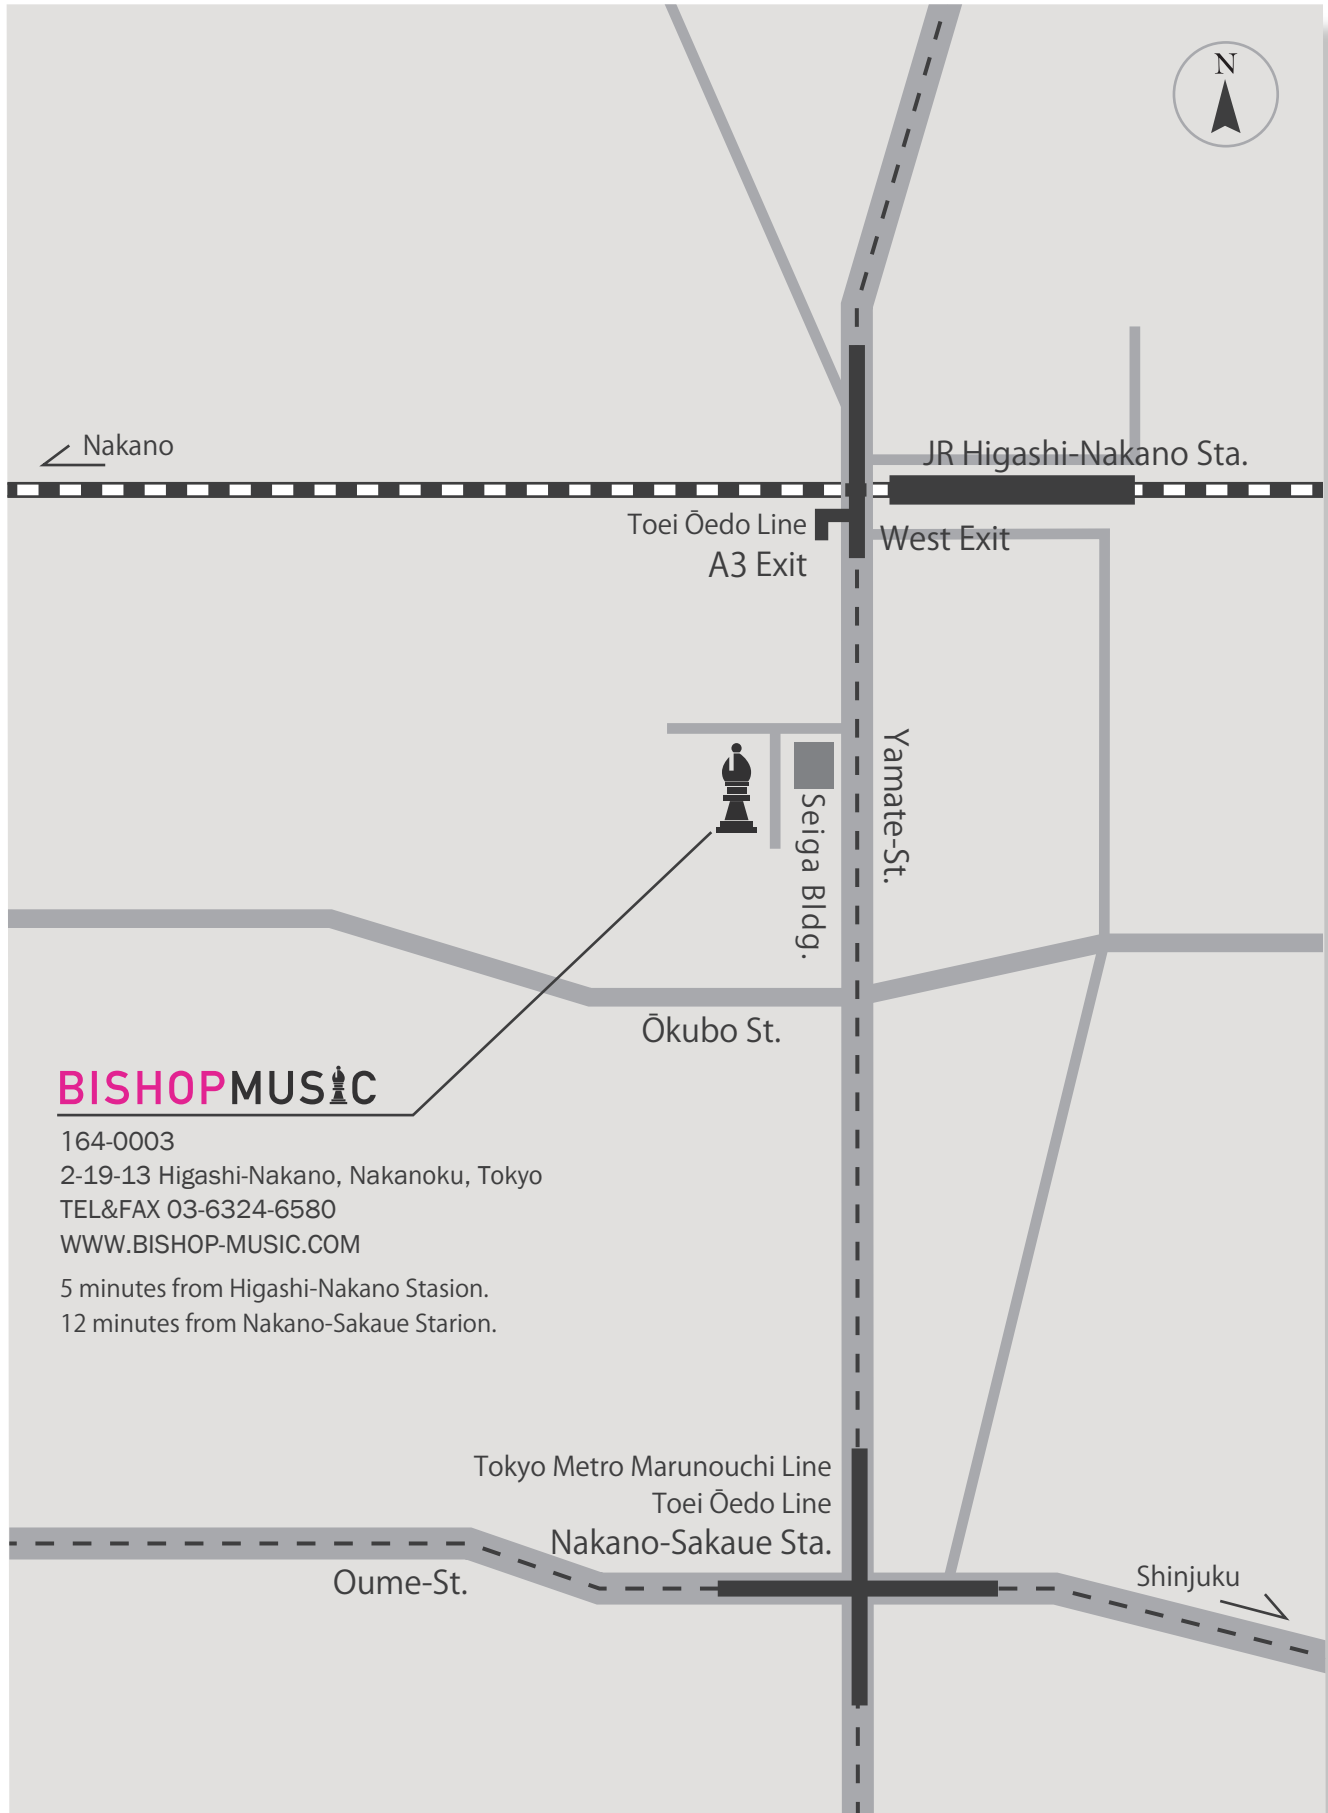 N
Nakano
JR Higashi-Nakano Sta.
Toei Ōedo Line
A3 Exit
West Exit
Yamate-St.
Seiga Bldg.
Ōkubo St.
BISHOPMUSIC
164-0003
2-19-13 Higashi-Nakano, Nakanoku, Tokyo
TEL&FAX 03-6324-6580
WWW.BISHOP-MUSIC.COM
5 minutes from Higashi-Nakano Stasion.
12 minutes from Nakano-Sakaue Starion.
Tokyo Metro Marunouchi Line
Toei Ōedo Line
Nakano-Sakaue Sta.
Oume-St.
Shinjuku